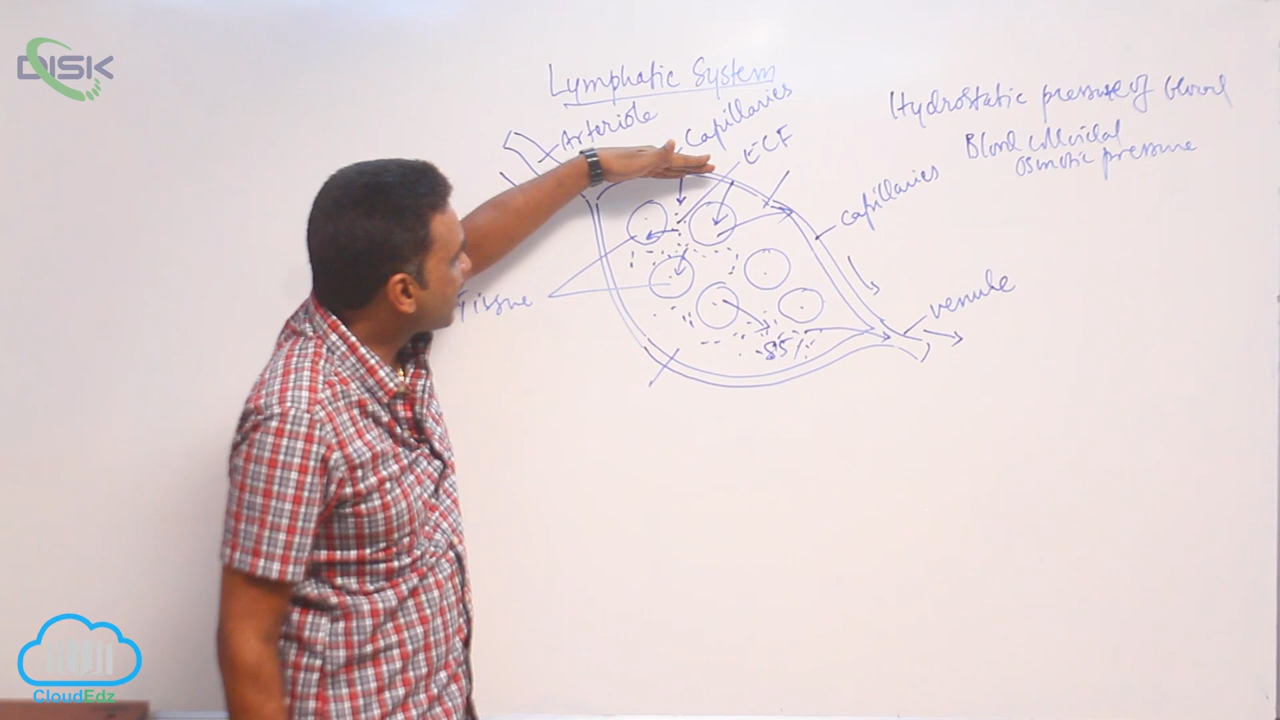 DISK
Lymphatic System
Arteriole
Capillaries
ECF
Hydrostatic pressure of blood
Blood colloidal
osmotic pressure
capillaries
Tissue
venule
85%
CloudEdz